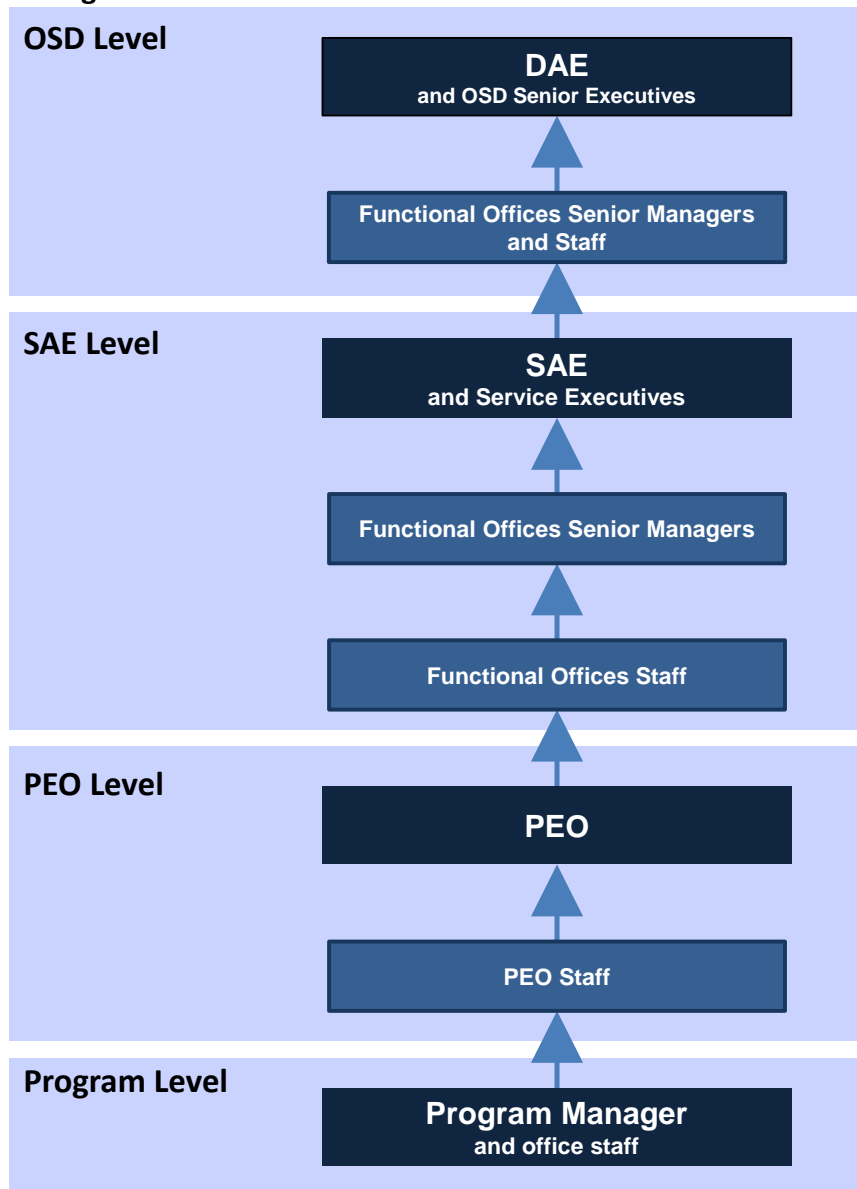 OSD Level
DAE
and OSD Senior Executives
Functional Offices Senior Managers
and Staff
SAE Level
SAE
and Service Executives
Functional Offices Senior Managers
Functional Offices Staff
PEO Level
PEO
PEO Staff
Program Level
Program Manager
and office staff